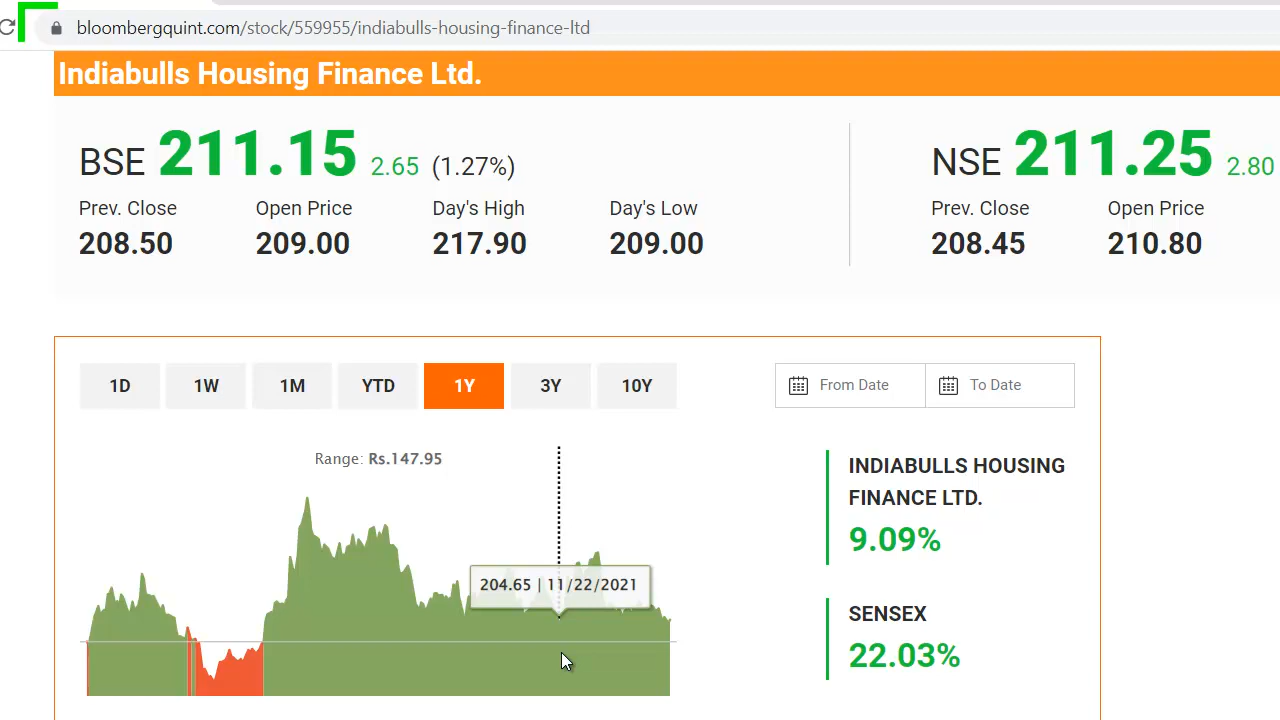 bloombergquint.com/stock/559955/indiabulls-housing-finance-ltd
Indiabulls Housing Finance Ltd.
BSE 211.15 2.65 (1.27%)
Prev. Close Open Price Day's High Day's Low
208.50 209.00 217.90 209.00
NSE 211.25 2.80
Prev. Close Open Price
208.45 210.80
1D 1W 1M YTD 1Y 3Y 10Y
From Date To Date
Range: Rs.147.95
204.65 | 11/22/2021
INDIABULLS HOUSING
FINANCE LTD.
9.09%
SENSEX
22.03%